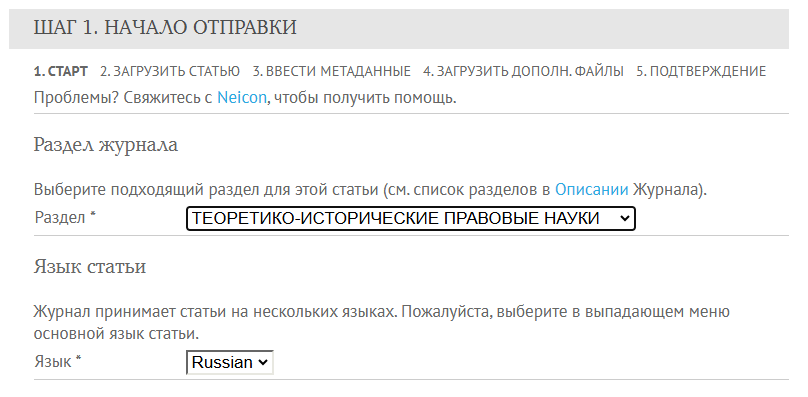 ШАГ 1. НАЧАЛО ОТПРАВКИ
1. СТАРТ 2. ЗАГРУЗИТЬ СТАТЬЮ 3. ВВЕСТИ МЕТАДАННЫЕ 4. ЗАГРУЗИТЬ ДОПОЛН. ФАЙЛЫ 5. ПОДТВЕРЖДЕНИЕ
Проблемы? Свяжитесь с Neicon, чтобы получить помощь.
Раздел журнала
Выберите подходящий раздел для этой статьи (см. список разделов в Описании Журнала).
Раздел * ТЕОРЕТИКО-ИСТОРИЧЕСКИЕ ПРАВОВЫЕ НАУКИ
Язык статьи
Журнал принимает статьи на нескольких языках. Пожалуйста, выберите в выпадающем меню
основной язык статьи.
Язык * Russian